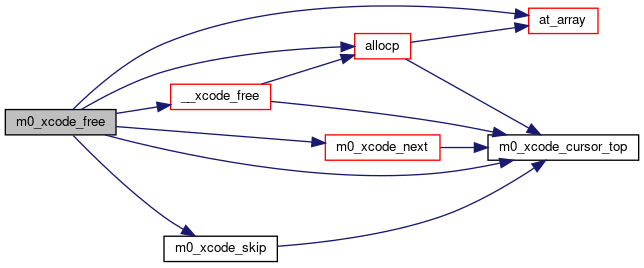 at_array
allocp
__xcode_free
m0_xcode_free
m0_xcode_next
m0_xcode_cursor_top
m0_xcode_skip